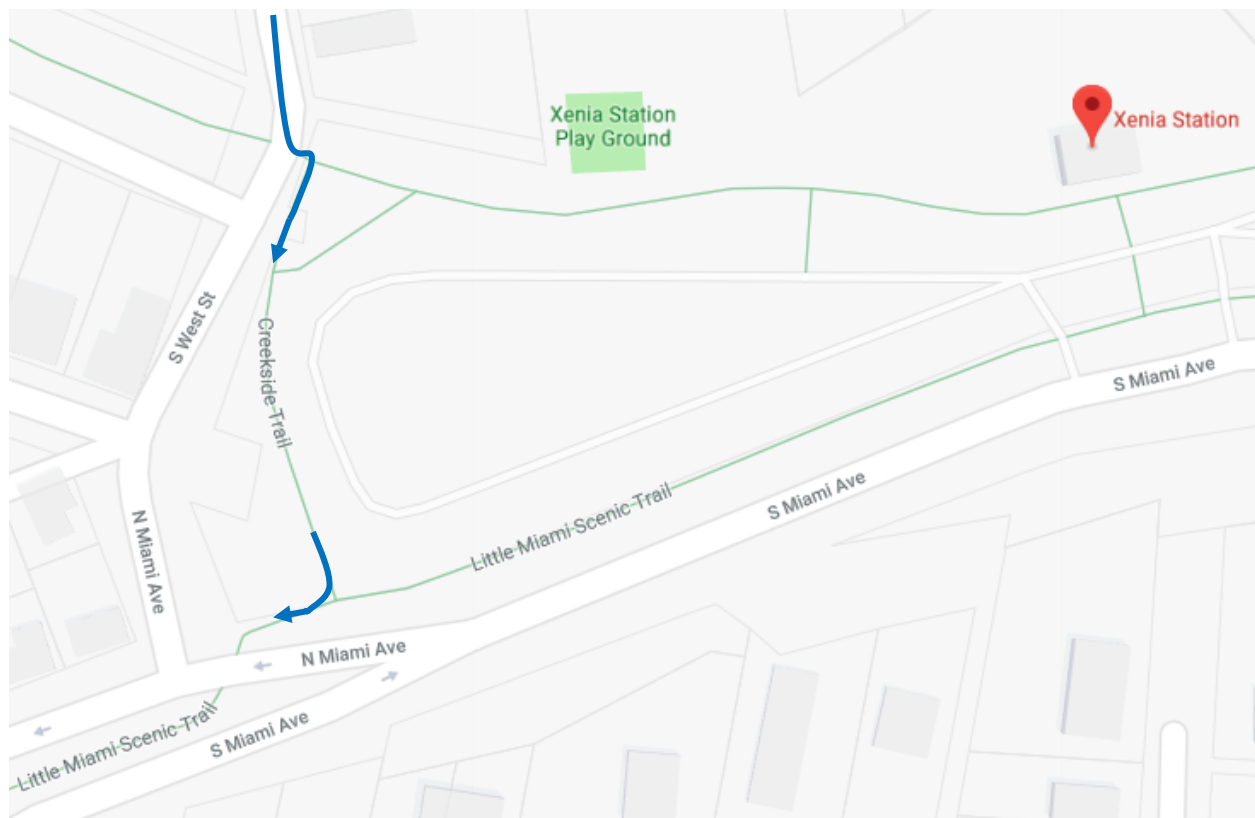 Xenia Station
Play Ground
Xenia Station
S West St
Creekside Trail
S Miami Ave
S Miami Ave
Little Miami Scenic Trail
N Miami Ave
N Miami Ave
Little Miami Scenic Trail
S Miami Ave